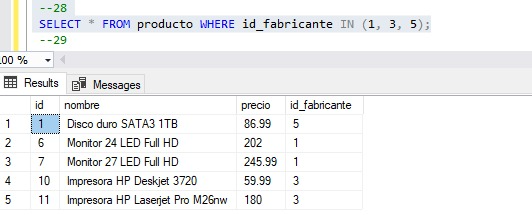 --28
SELECT * FROM producto WHERE id_fabricante IN (1, 3, 5);
--29
.00 %
Results Messages
id nombre precio id_fabricante
1 1 Disco duro SATA3 1TB 86.99 5
2 6 Monitor 24 LED Full HD 202 1
3 7 Monitor 27 LED Full HD 245.99 1
4 10 Impresora HP Deskjet 3720 59.99 3
5 11 Impresora HP Laserjet Pro M26nw 180 3